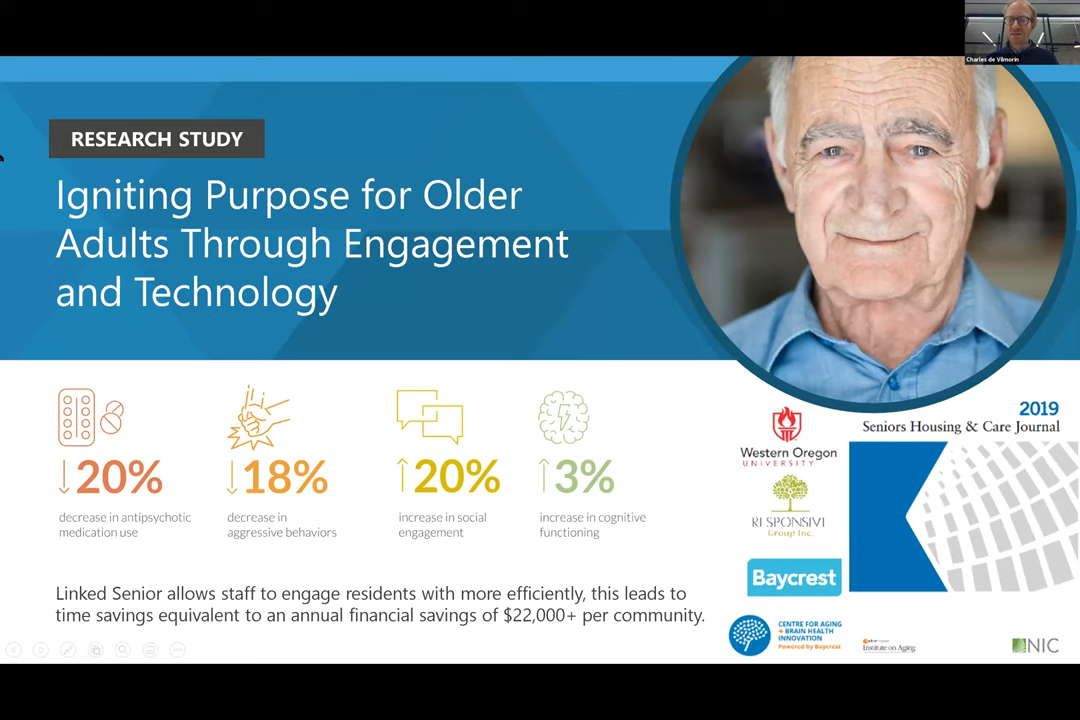 Charles de Vilmorin
RESEARCH STUDY
Igniting Purpose for Older
Adults Through Engagement
and Technology
↓20%
decrease in antipsychotic
medication use
↓18%
decrease in
aggressive behaviors
↑20%
increase in social
engagement
↑3%
increase in cognitive
functioning
Linked Senior allows staff to engage residents with more efficiently, this leads to
time savings equivalent to an annual financial savings of $22,000+ per community.
Western Oregon
UNIVERSITY
RESPONSIVE
Group Inc.
Baycrest
CENTRE FOR AGING
+ BRAIN HEALTH
INNOVATION
Powered by Baycrest
Institute on Aging
2019
Seniors Housing & Care Journal
NIC